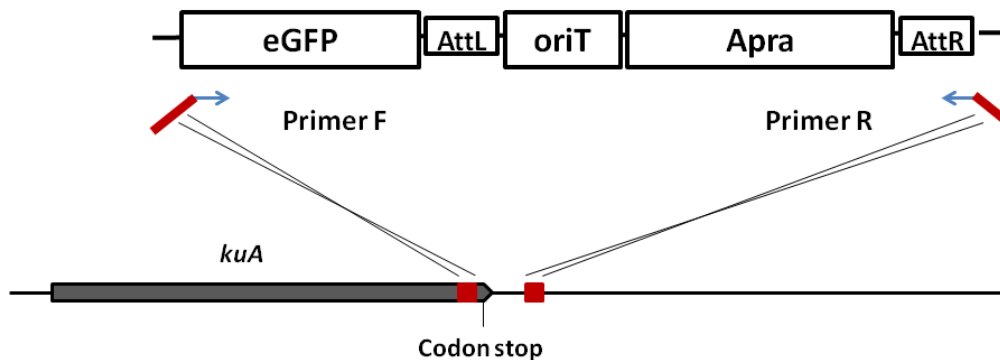 eGFP AttL oriT Apra AttR
Primer F Primer R
kuA
Codon stop